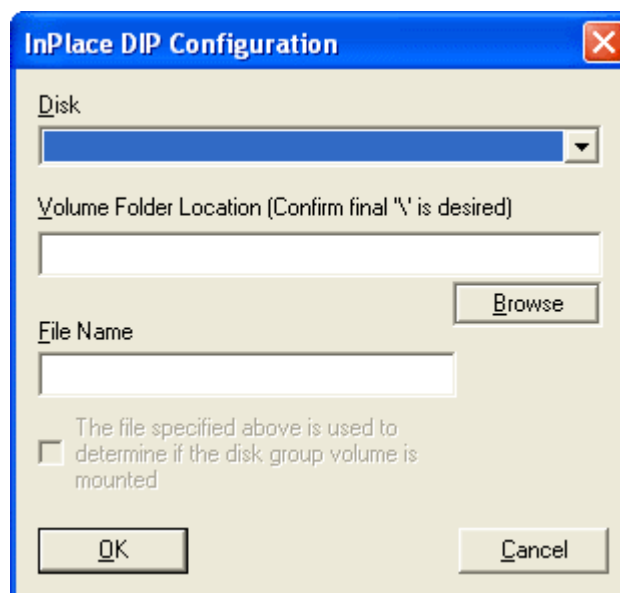 InPlace DIP Configuration
Disk
Volume Folder Location (Confirm final '\' is desired)
Browse
File Name
The file specified above is used to
determine if the disk group volume is
mounted
OK
Cancel